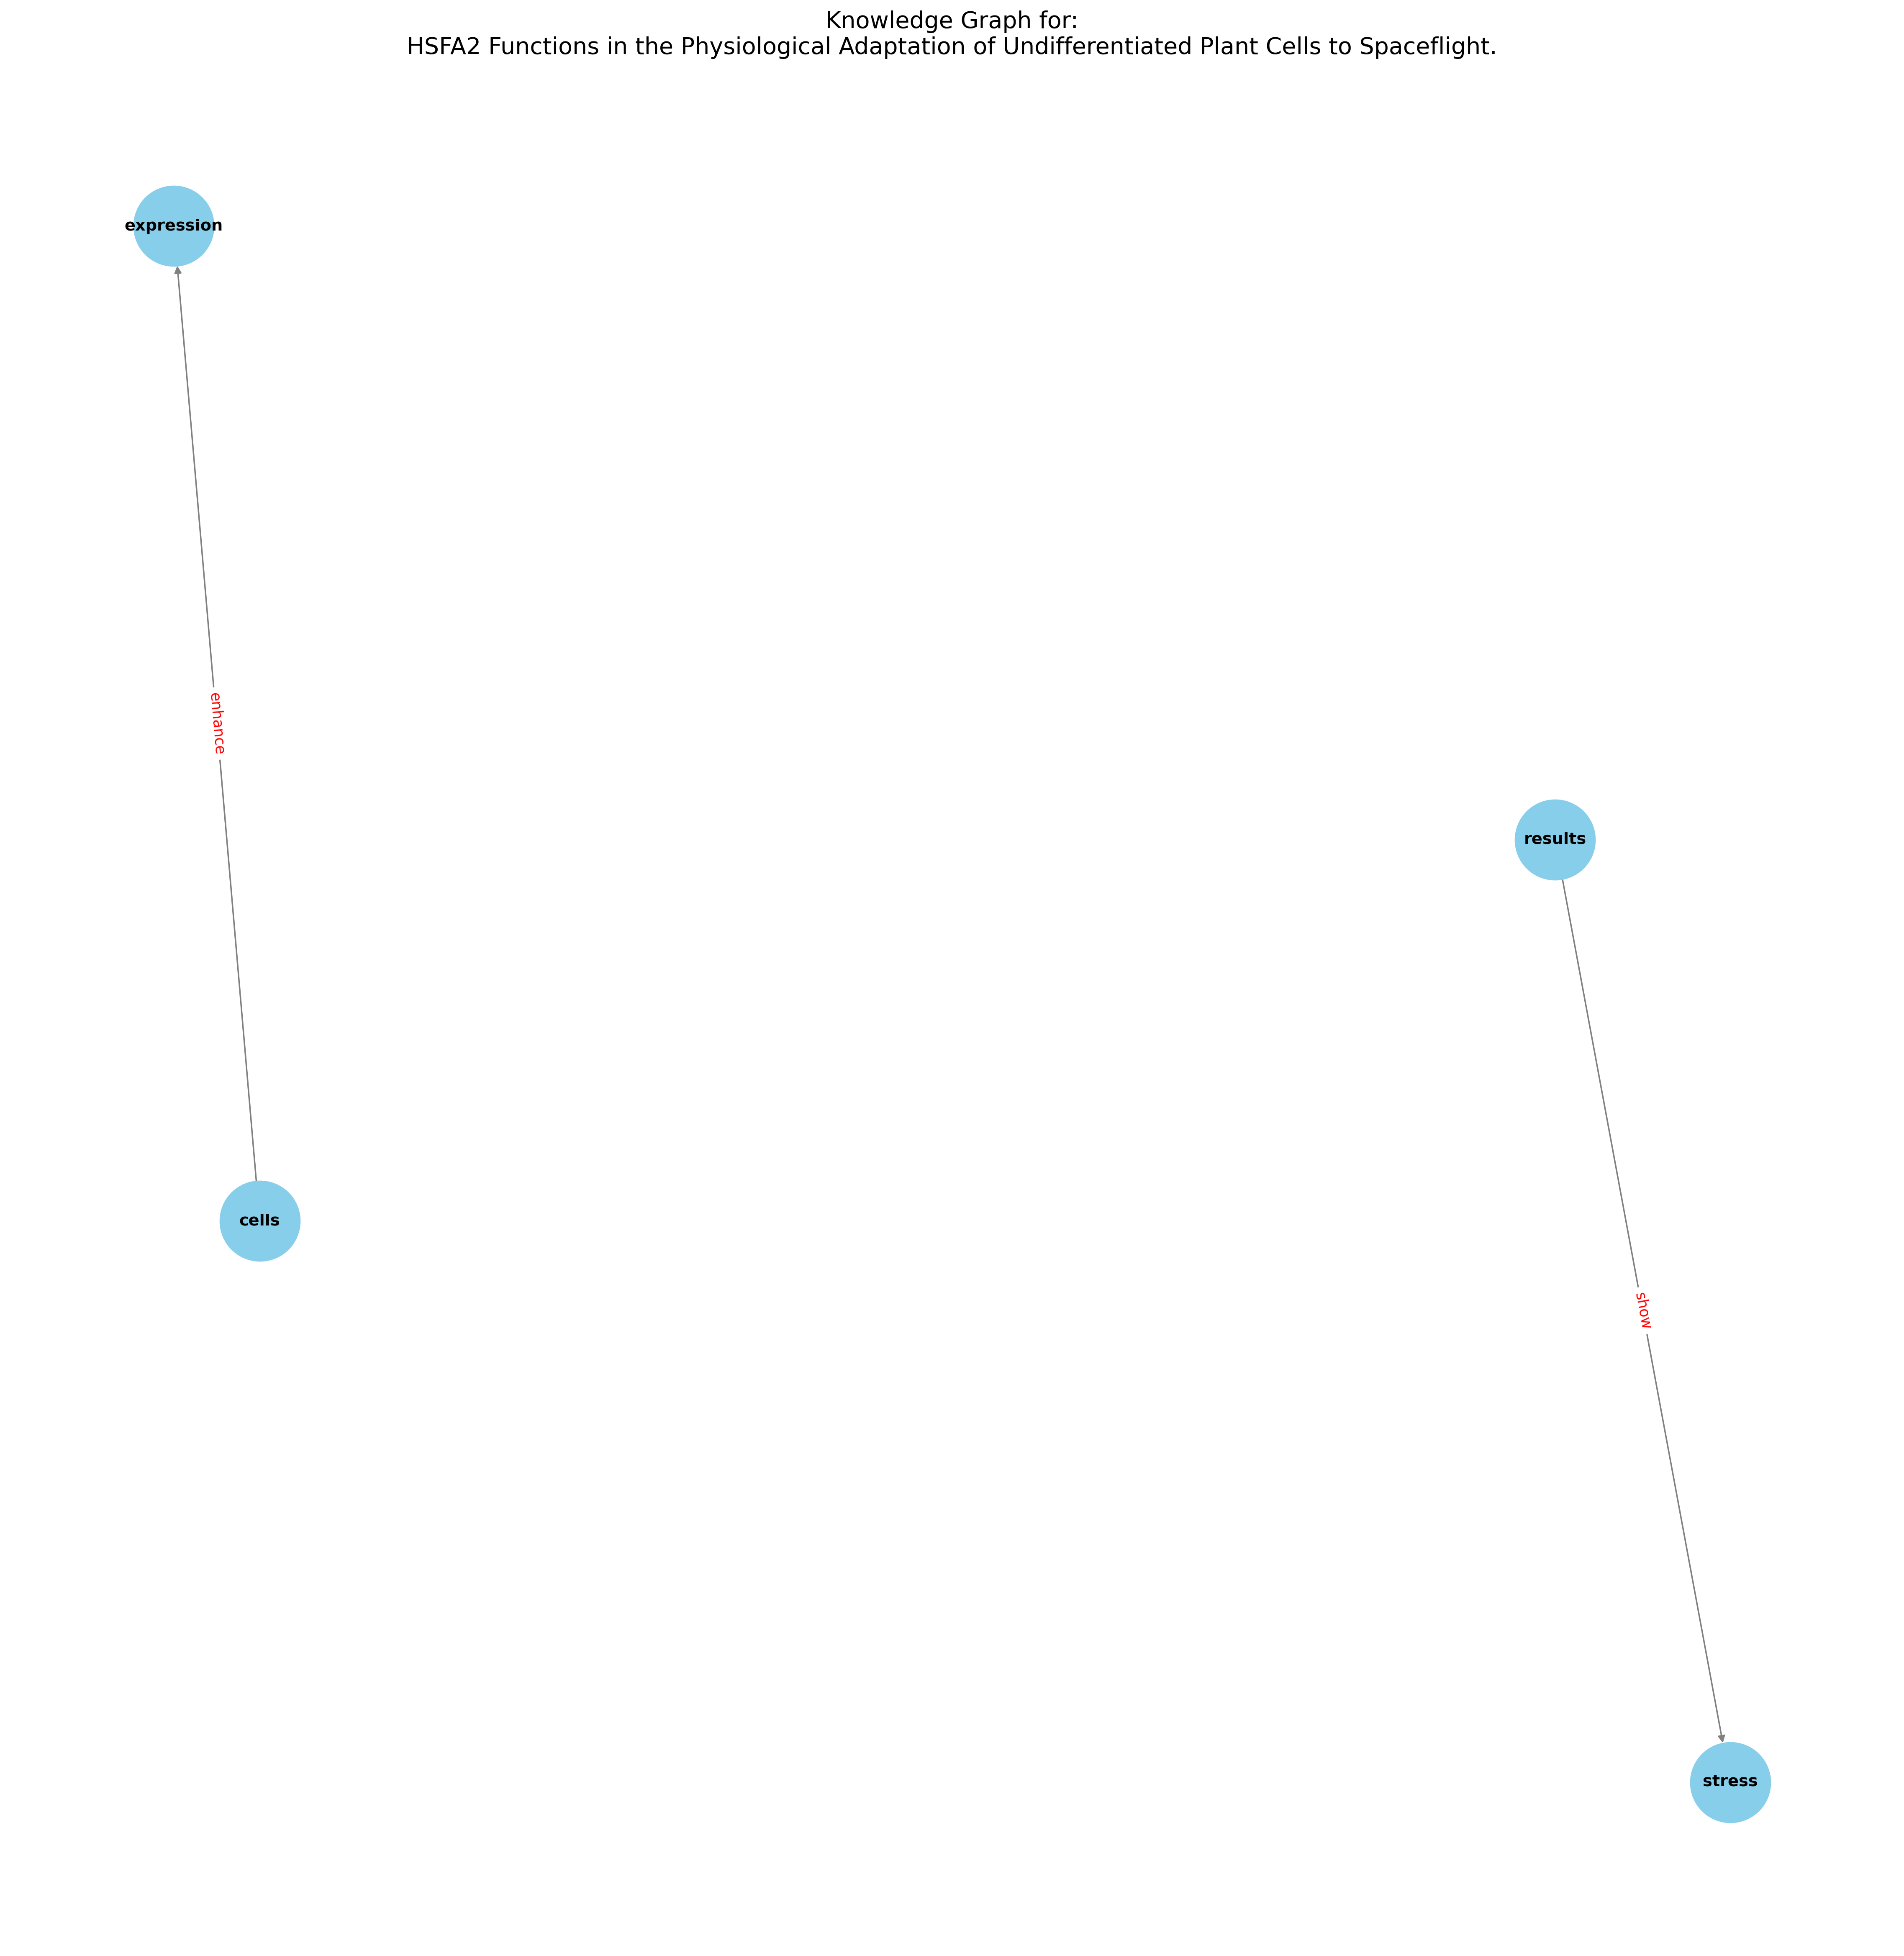 Knowledge Graph for:
HSFA2 Functions in the Physiological Adaptation of Undifferentiated Plant Cells to Spaceflight.
expression
enhance
results
cells
show
stress